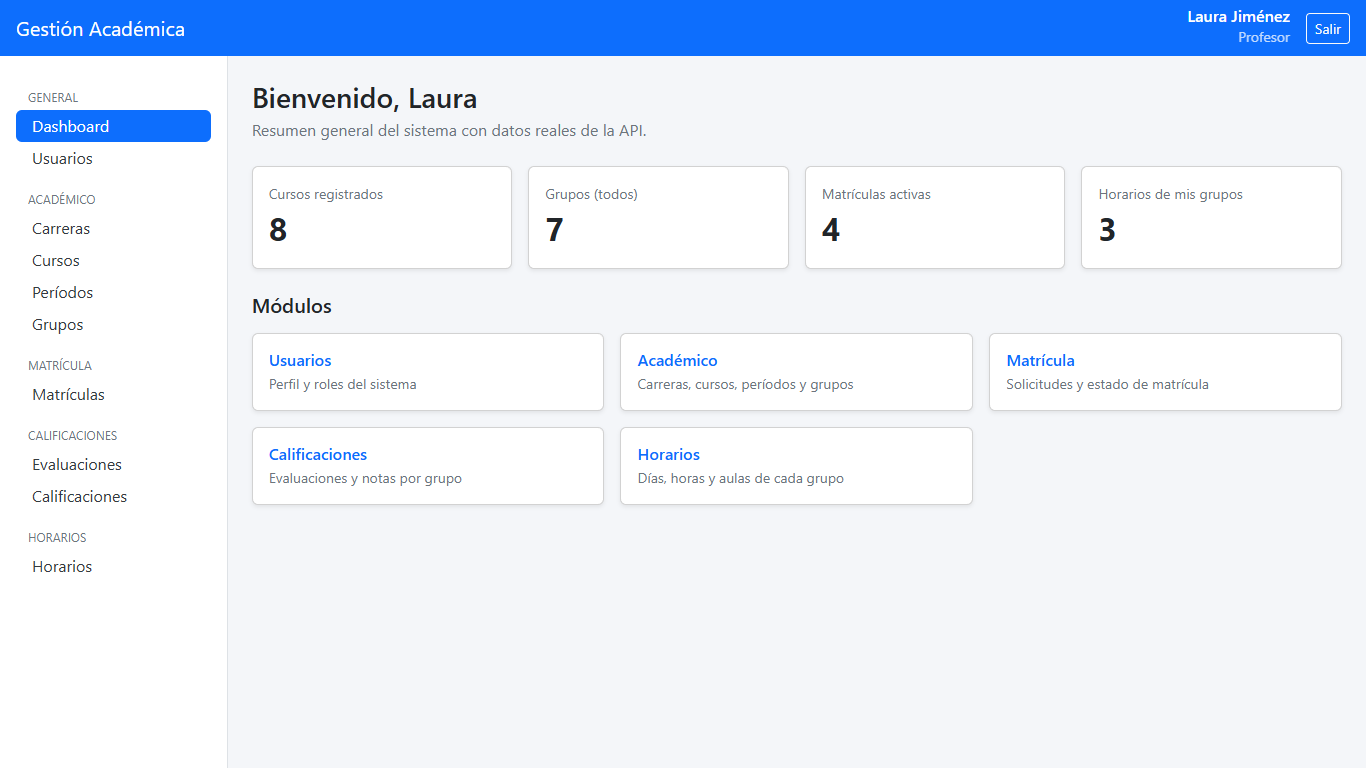 Gestión Académica
Laura Jiménez
Profesor
Salir
GENERAL
Dashboard
Usuarios
ACADÉMICO
Carreras
Cursos
Períodos
Grupos
MATRÍCULA
Matrículas
CALIFICACIONES
Evaluaciones
Calificaciones
HORARIOS
Horarios
Bienvenido, Laura
Resumen general del sistema con datos reales de la API.
Cursos registrados
8
Grupos (todos)
7
Matrículas activas
4
Horarios de mis grupos
3
Módulos
Usuarios
Perfil y roles del sistema
Académico
Carreras, cursos, períodos y grupos
Matrícula
Solicitudes y estado de matrícula
Calificaciones
Evaluaciones y notas por grupo
Horarios
Días, horas y aulas de cada grupo